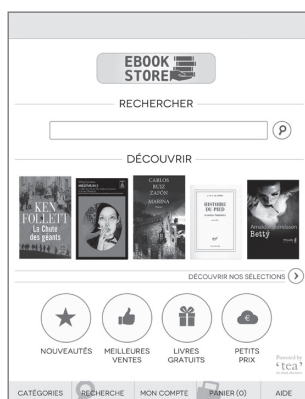 EBOOK
STORE
RECHERCHER
DÉCOUVRIR
KEN
FOLLETT
La Chute
des géants
CARLOS
RUIZ
ZAFÓN
MARINA
HISTOIRE
DU PIED
Arnaldur Indridason
Betty
DÉCOUVRIR NOS SÉLECTIONS
NOUVEAUTÉS
MEILLEURES
VENTES
LIVRES
GRATUITS
PETITS
PRIX
Powered by
'tea'
CATÉGORIES RECHERCHE MON COMPTE PANIER (0) AIDE